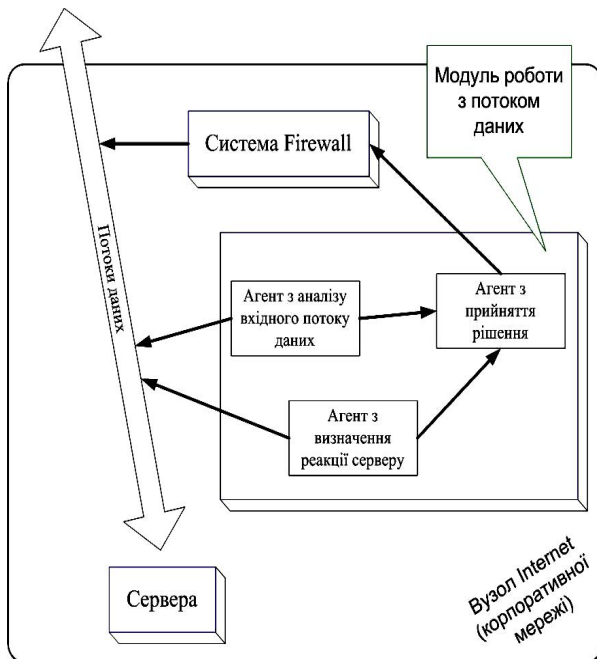 Модуль роботи
з потоком
даних
Система Firewall
Потоки даних
Агент з аналізу
вхідного потоку
даних
Агент з
прийняття
рішення
Агент з
визначення
реакції серверу
Сервера
Вузол Internet
(корпоративної
мережі)